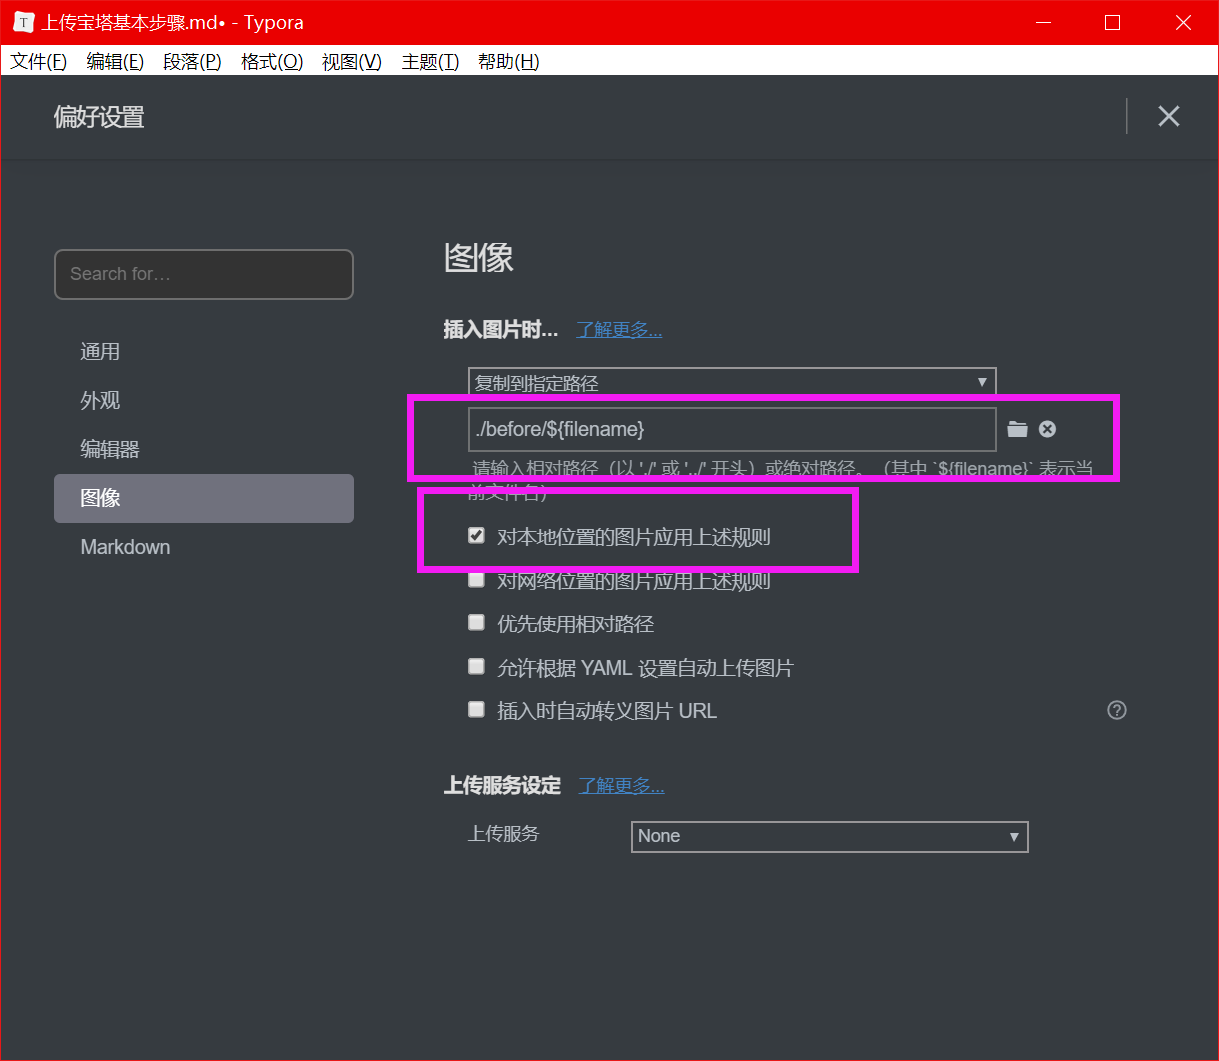 上传宝塔基本步骤.md• - Typora
文件(F) 编辑(E) 段落(P) 格式(O) 视图(V) 主题(T) 帮助(H)
偏好设置
Search for…
通用
外观
编辑器
图像
Markdown
图像
插入图片时... 了解更多...
复制到指定路径
./before/${filename}
请输入相对路径（以 './' 或 '../' 开头）或绝对路径。（其中 `${filename}` 表示当
前文件名）
对本地位置的图片应用上述规则
对网络位置的图片应用上述规则
优先使用相对路径
允许根据 YAML 设置自动上传图片
插入时自动转义图片 URL
上传服务设定 了解更多...
上传服务 None